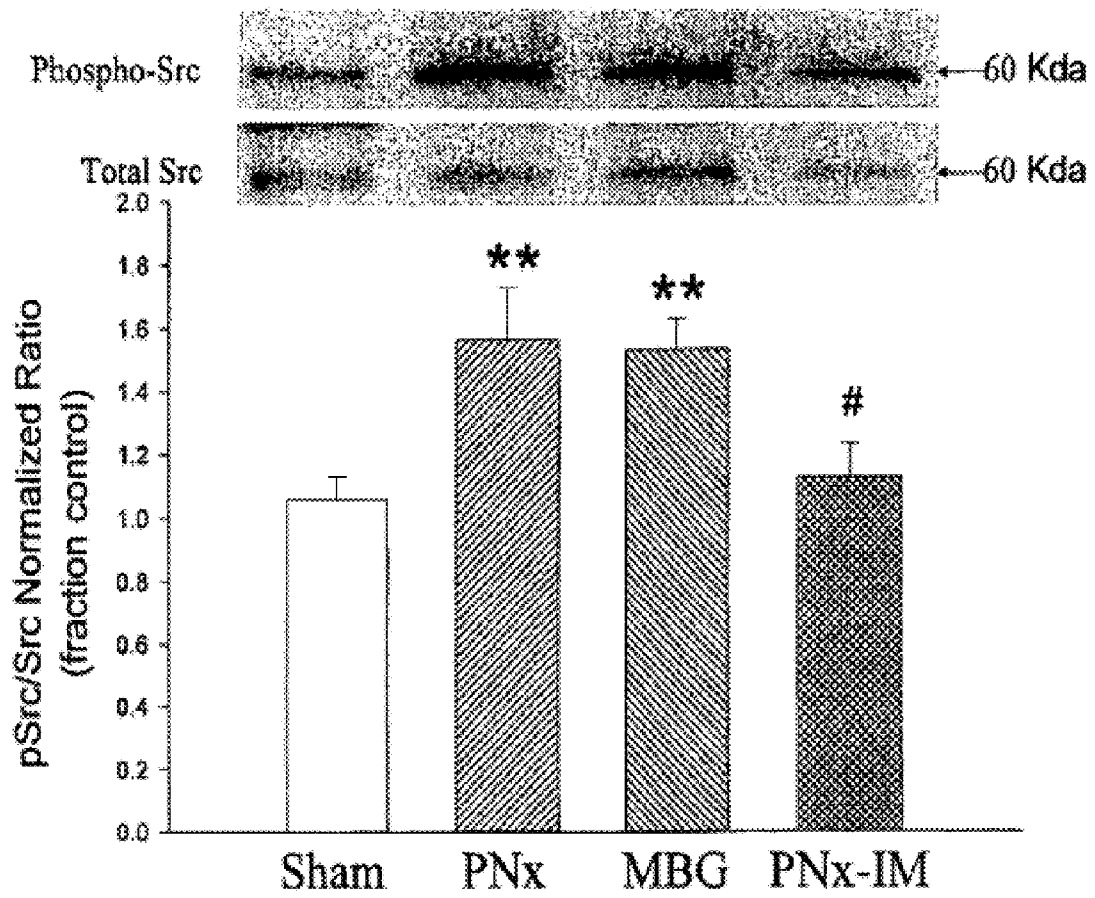 Phospho-Src
60 Kda
Total Src
60 Kda
2.0
1.8
1.6
1.4
1.2
1.0
0.8
0.6
0.4
0.2
0.0
pSrc/Src Normalized Ratio
(fraction control)
**
**
#
Sham PNx MBG PNx-IM